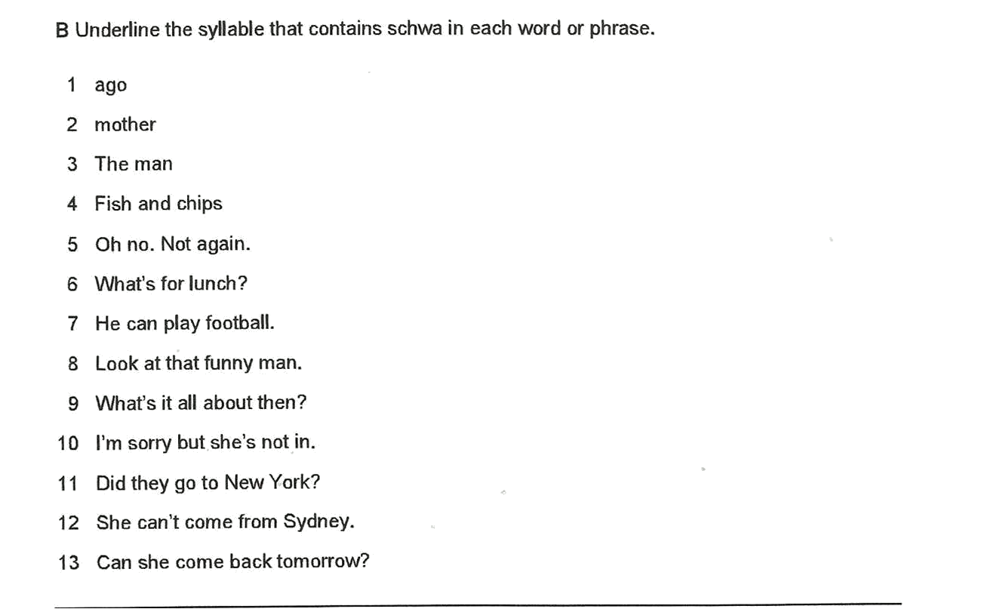 B Underline the syllable that contains schwa in each word or phrase.
1 ago
2 mother
3 The man
4 Fish and chips
5 Oh no. Not again.
6 What's for lunch?
7 He can play football.
8 Look at that funny man.
9 What's it all about then?
10 I'm sorry but she's not in.
11 Did they go to New York?
12 She can't come from Sydney.
13 Can she come back tomorrow?